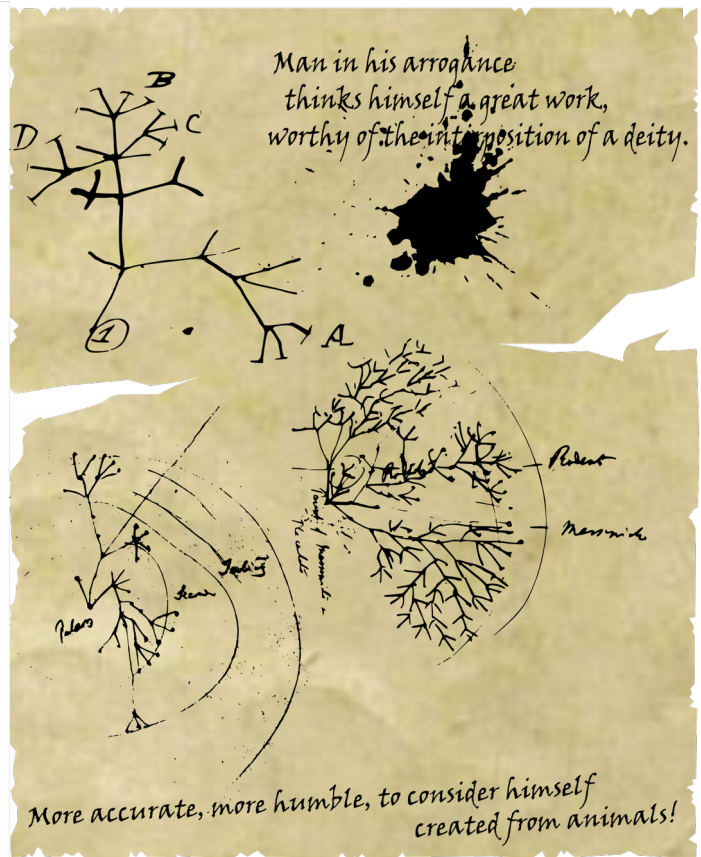 Man in his arrogance
thinks himself a great work,
worthy of the interposition of a deity.
B
D
C
1
A
Rodent
More accurate, more humble, to consider himself
created from animals!